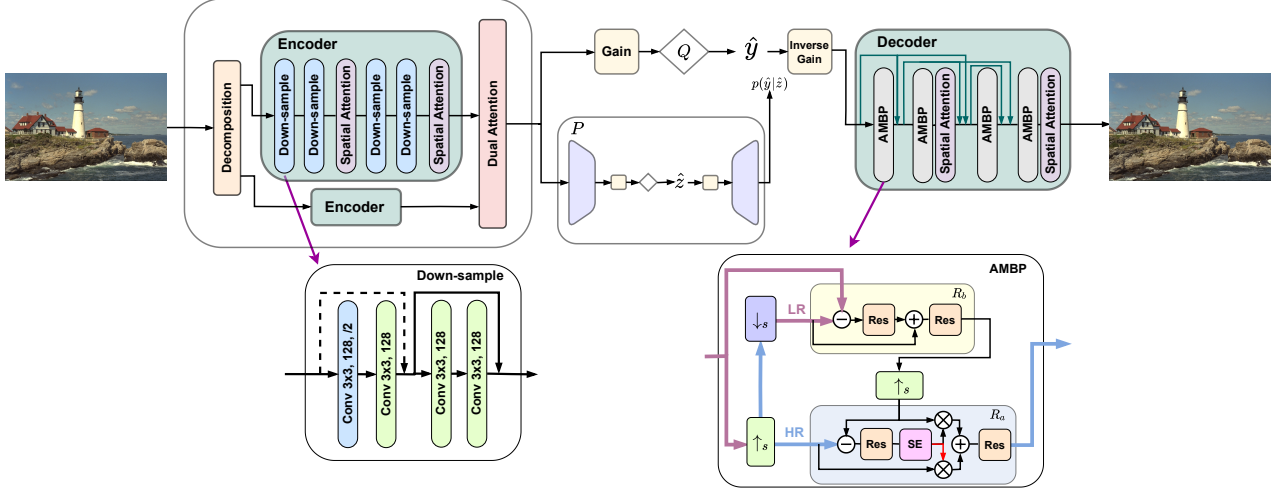 Encoder
Decomposition
Down-sample
Down-sample
Spatial Attention
Down-sample
Down-sample
Spatial Attention
Dual Attention
Encoder
Gain
Q
ŷ
Inverse
Gain
p(ŷ|ẑ)
P
ẑ
Decoder
AMBP
AMBP
Spatial Attention
AMBP
AMBP
Spatial Attention
Down-sample
Conv 3x3, 128, /2
Conv 3x3, 128
Conv 3x3, 128
Conv 3x3, 128
AMBP
R_b
LR
↓s
−
Res
+
Res
↑s
R_a
HR
↑s
−
Res
SE
×
×
+
Res